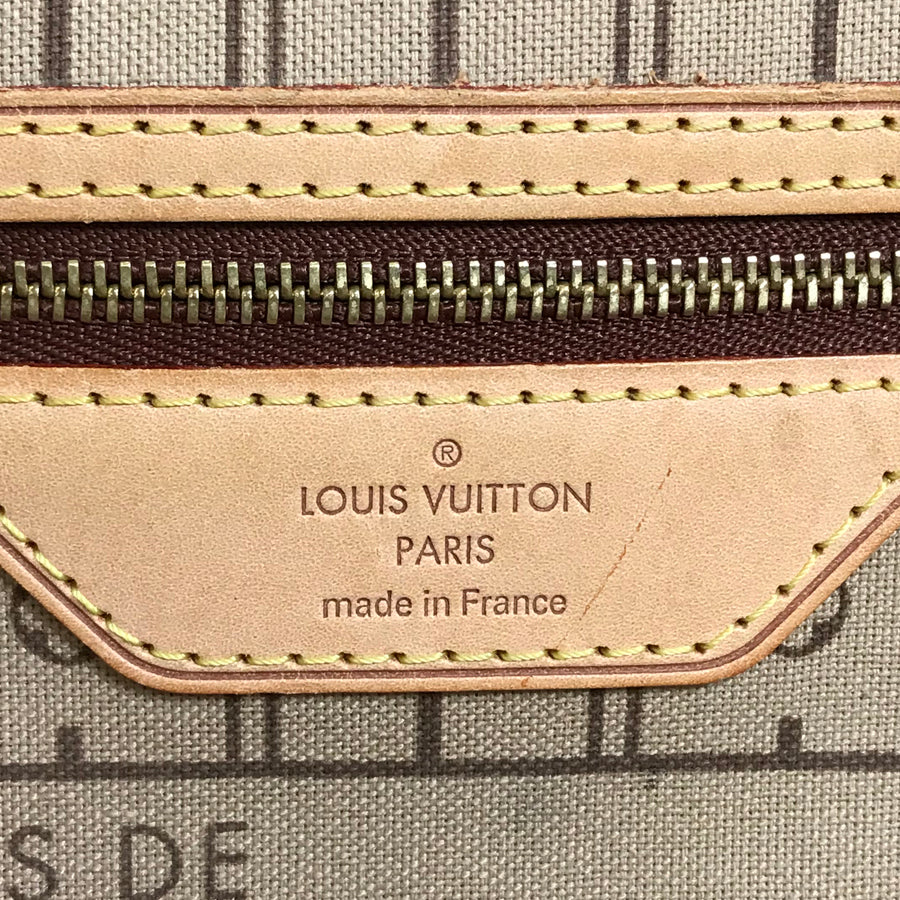 ®
LOUIS VUITTON
PARIS
made in France
S DE